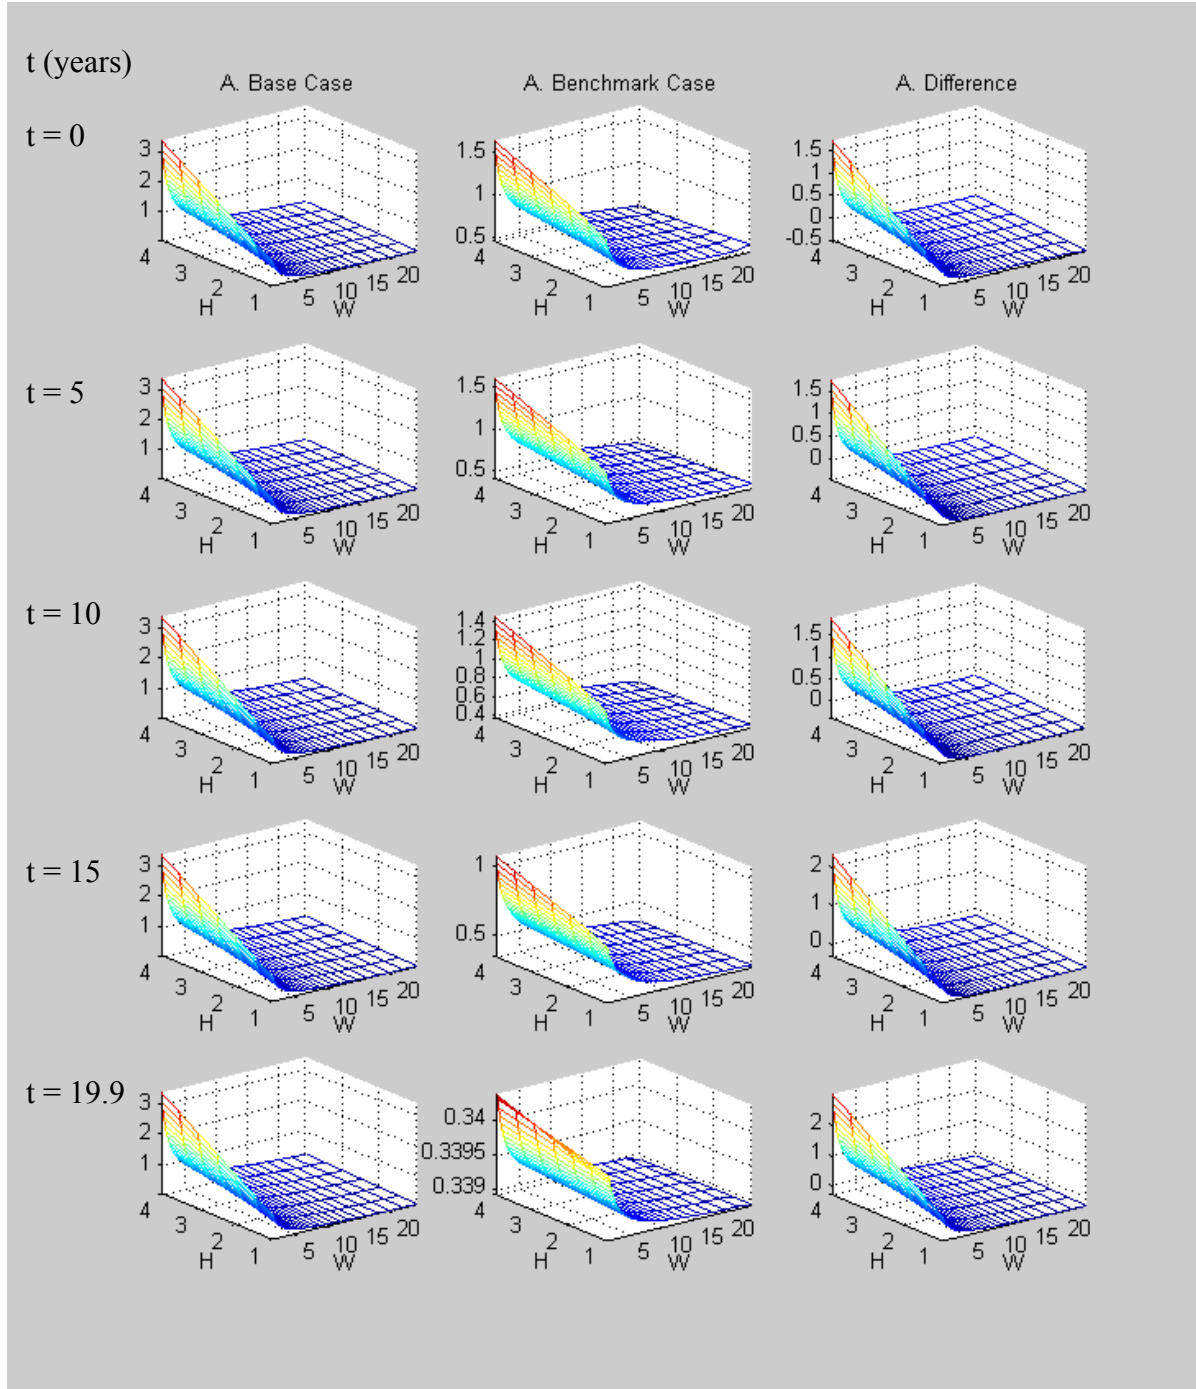 t (years)
A. Base Case A. Benchmark Case A. Difference
t = 0
3 2 1 4 3 2 1 H 5 10 15 20 W
1.5 1 0.5 4 3 2 1 H 5 10 15 20 W
1.5 1 0.5 0 -0.5 4 3 2 1 H 5 10 15 20 W
t = 5
3 2 1 4 3 2 1 H 5 10 15 20 W
1.5 1 0.5 4 3 2 1 H 5 10 15 20 W
1.5 1 0.5 0 4 3 2 1 H 5 10 15 20 W
t = 10
3 2 1 4 3 2 1 H 5 10 15 20 W
1.4 1.2 1 0.8 0.6 0.4 4 3 2 1 H 5 10 15 20 W
1.5 1 0.5 0 4 3 2 1 H 5 10 15 20 W
t = 15
3 2 1 4 3 2 1 H 5 10 15 20 W
1 0.5 4 3 2 1 H 5 10 15 20 W
2 1 0 4 3 2 1 H 5 10 15 20 W
t = 19.9
3 2 1 4 3 2 1 H 5 10 15 20 W
0.34 0.3395 0.339 4 3 2 1 H 5 10 15 20 W
2 1 0 4 3 2 1 H 5 10 15 20 W